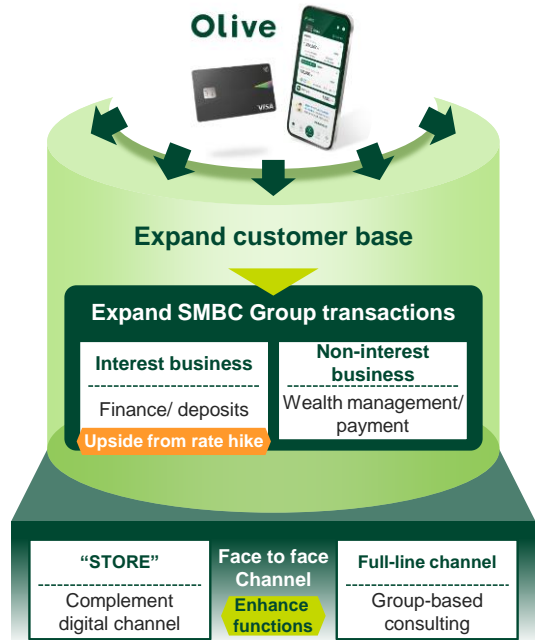 Olive
VISA
Expand customer base
Expand SMBC Group transactions
Interest business
Finance/ deposits
Upside from rate hike
Non-interest
business
Wealth management/
payment
“STORE”
Complement
digital channel
Face to face
Channel
Enhance
functions
Full-line channel
Group-based
consulting